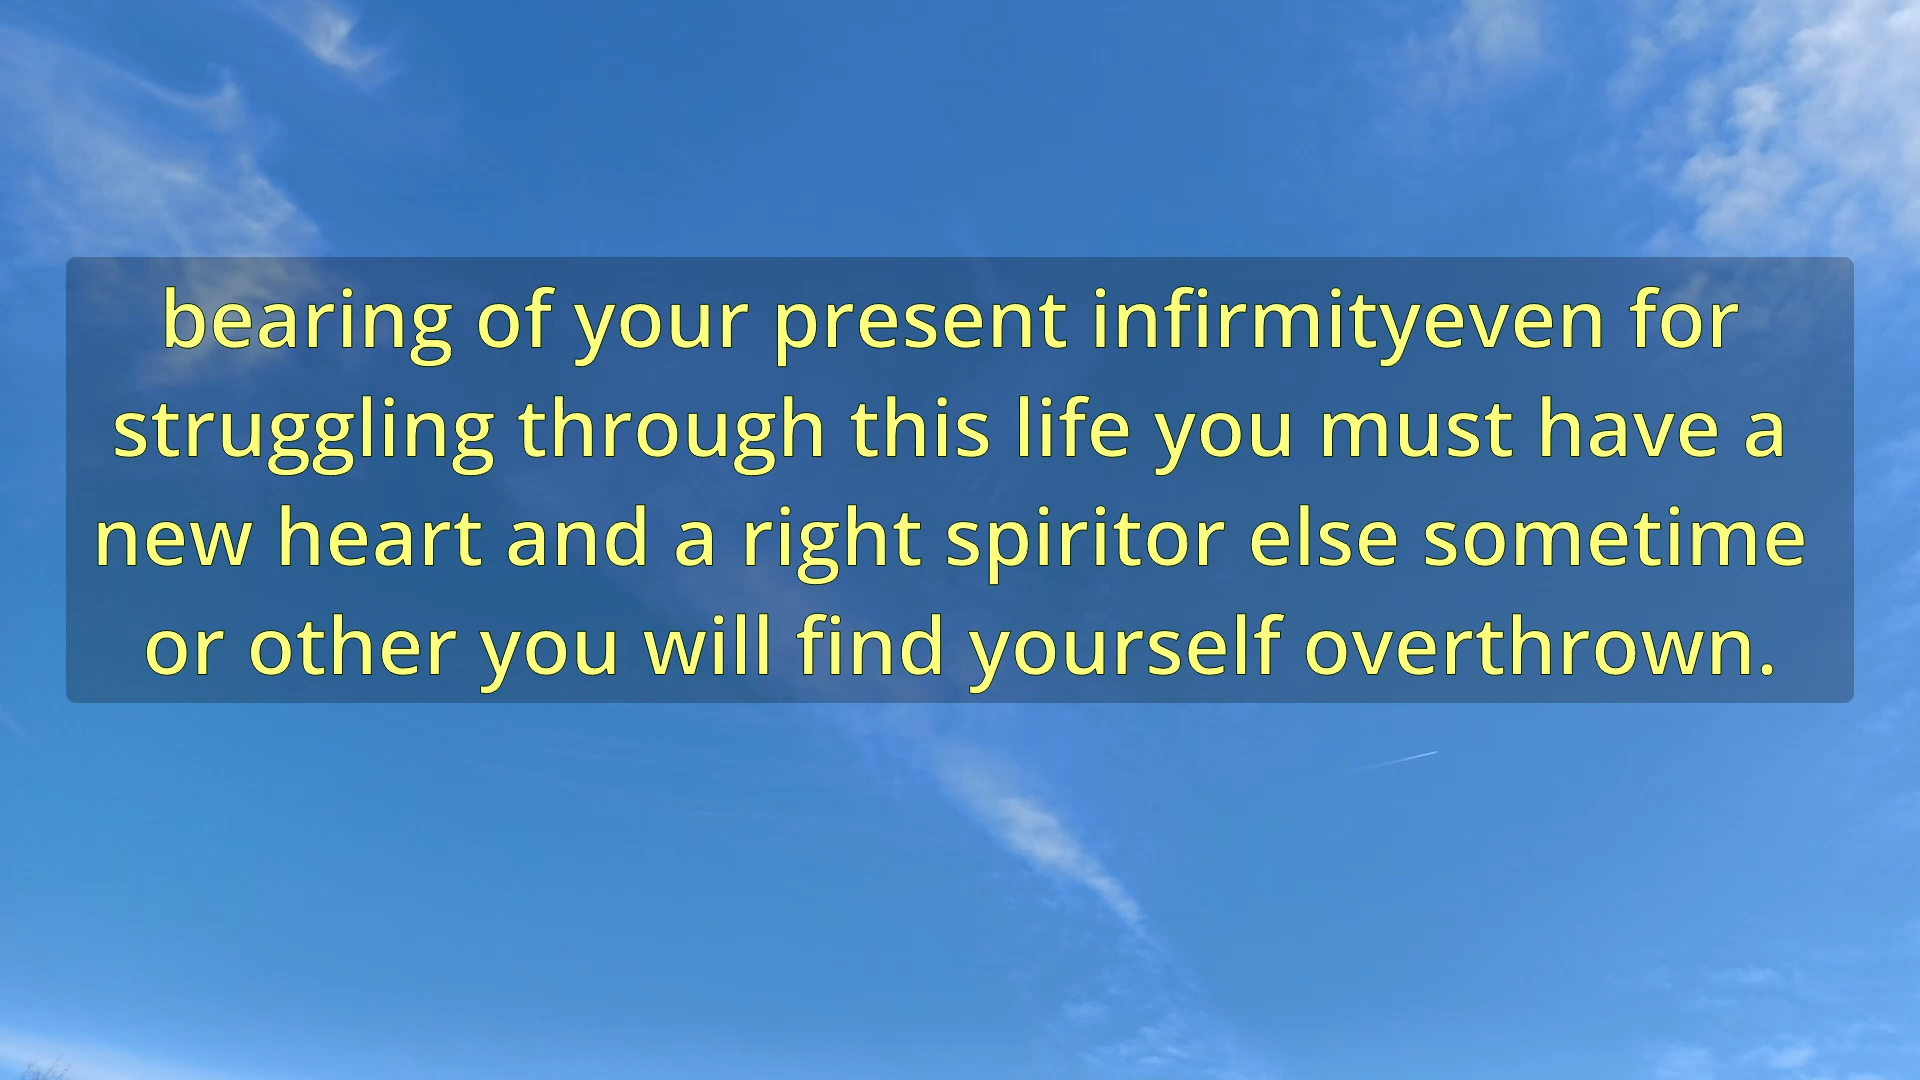 bearing of your present infirmityeven for
struggling through this life you must have a
new heart and a right spiritor else sometime
or other you will find yourself overthrown.